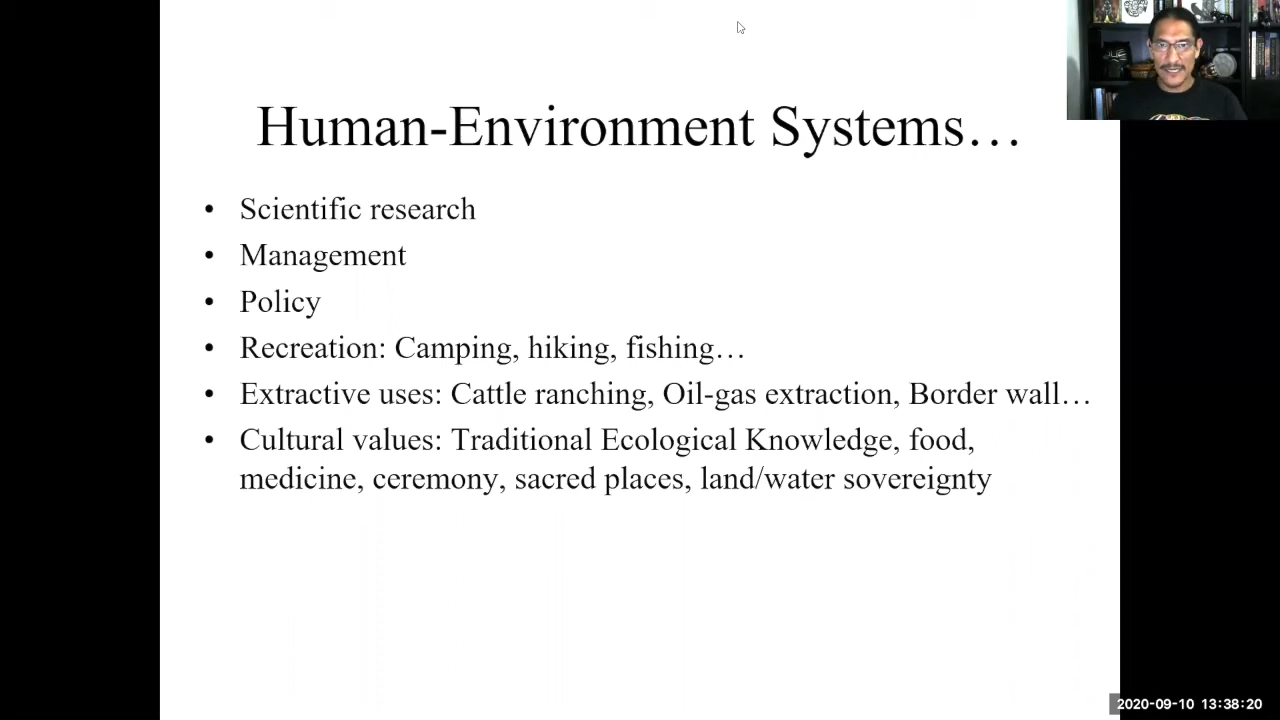 Human-Environment Systems…
• Scientific research
• Management
• Policy
• Recreation: Camping, hiking, fishing…
• Extractive uses: Cattle ranching, Oil-gas extraction, Border wall…
• Cultural values: Traditional Ecological Knowledge, food,
medicine, ceremony, sacred places, land/water sovereignty
2020-09-10 13:38:20